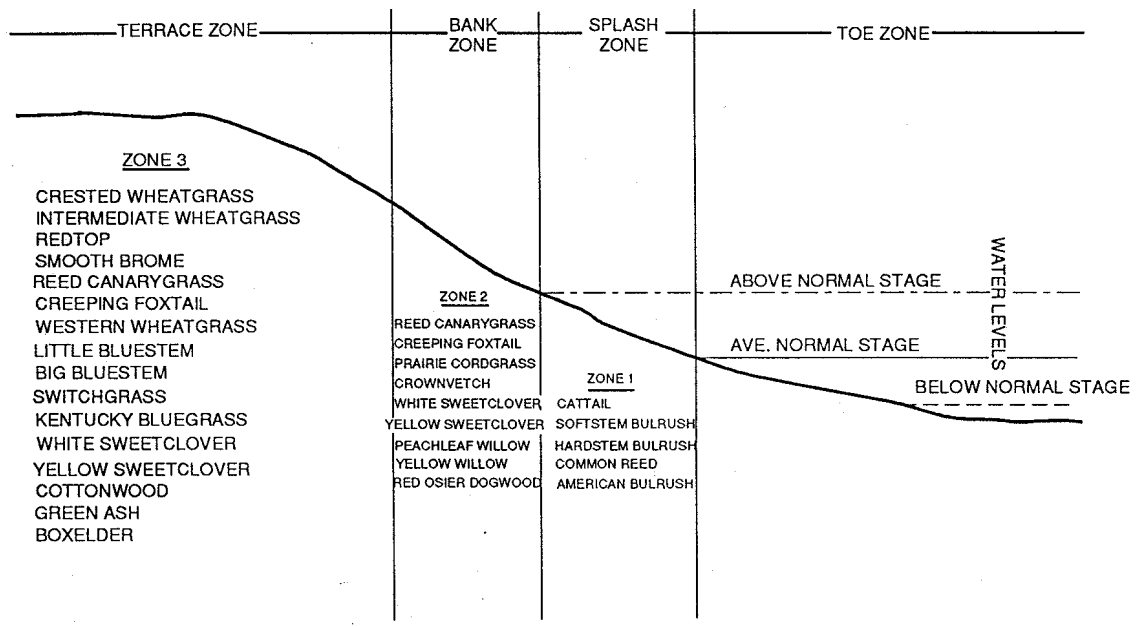 TERRACE ZONE
BANK
ZONE
SPLASH
ZONE
TOE ZONE
ZONE 3
CRESTED WHEATGRASS
INTERMEDIATE WHEATGRASS
REDTOP
SMOOTH BROME
REED CANARYGRASS
CREEPING FOXTAIL
WESTERN WHEATGRASS
LITTLE BLUESTEM
BIG BLUESTEM
SWITCHGRASS
KENTUCKY BLUEGRASS
WHITE SWEETCLOVER
YELLOW SWEETCLOVER
COTTONWOOD
GREEN ASH
BOXELDER
ZONE 2
REED CANARYGRASS
CREEPING FOXTAIL
PRAIRIE CORDGRASS
CROWNVETCH
WHITE SWEETCLOVER
YELLOW SWEETCLOVER
PEACHLEAF WILLOW
YELLOW WILLOW
RED OSIER DOGWOOD
ZONE 1
CATTAIL
SOFTSTEM BULRUSH
HARDSTEM BULRUSH
COMMON REED
AMERICAN BULRUSH
ABOVE NORMAL STAGE
AVE. NORMAL STAGE
BELOW NORMAL STAGE
WATER LEVELS